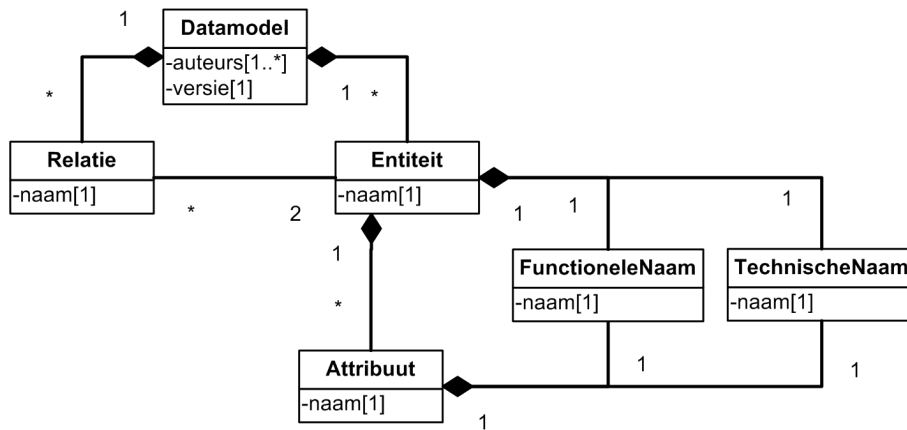 1
Datamodel
-auteurs[1..*]
-versie[1]
*
1
*
Relatie
-naam[1]
*
2
Entiteit
-naam[1]
1
1
1
1
*
FunctioneleNaam
-naam[1]
TechnischeNaam
-naam[1]
Attribuut
-naam[1]
1
1
1